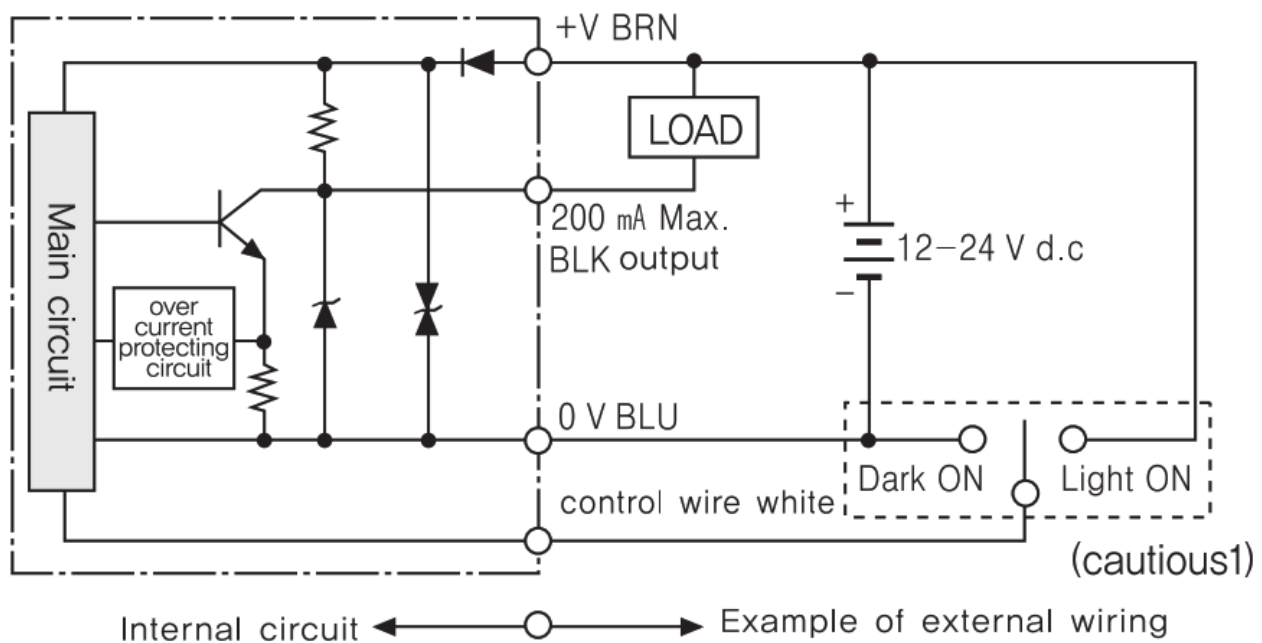 +V BRN
LOAD
200 mA Max.
BLK output
+
12–24 V d.c
–
Main circuit
over
current
protecting
circuit
0 V BLU
Dark ON
Light ON
control wire white
(cautious1)
Internal circuit
Example of external wiring